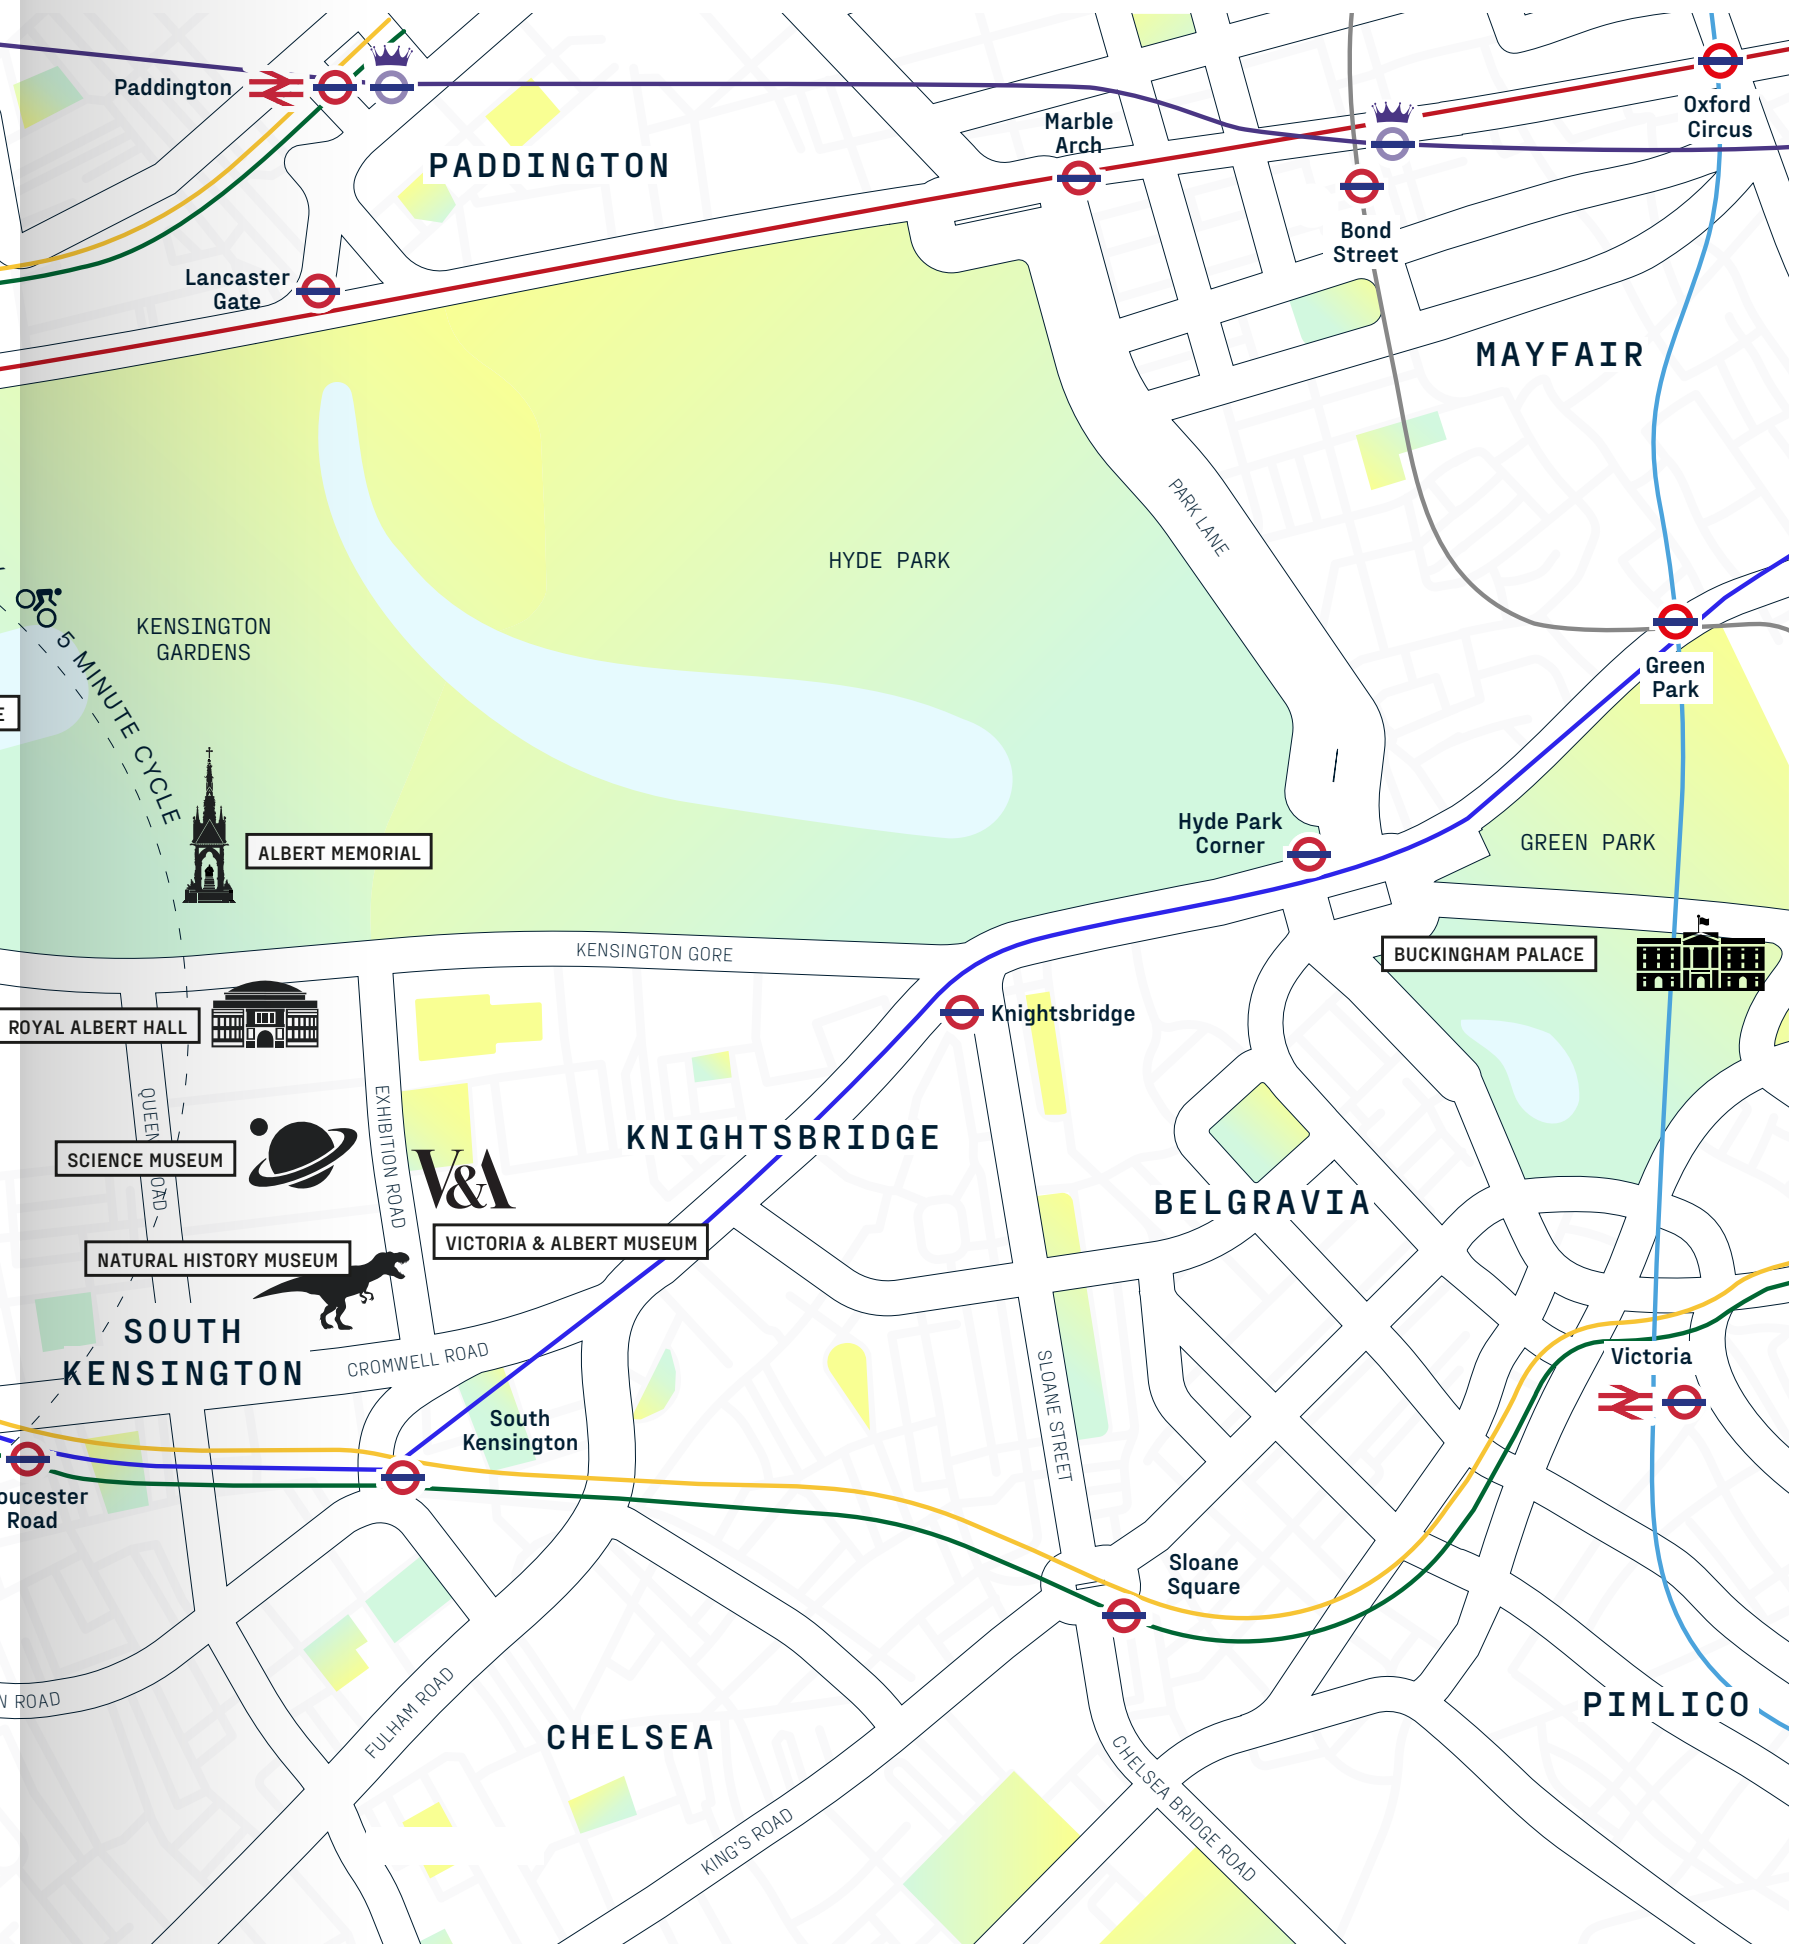 Paddington
PADDINGTON
Marble
Arch
Oxford
Circus
Bond
Street
Lancaster
Gate
MAYFAIR
PARK LANE
HYDE PARK
KENSINGTON
GARDENS
5 MINUTE CYCLE
Green
Park
E
ALBERT MEMORIAL
Hyde Park
Corner
GREEN PARK
KENSINGTON GORE
BUCKINGHAM PALACE
ROYAL ALBERT HALL
Knightsbridge
EXHIBITION ROAD
KNIGHTSBRIDGE
SCIENCE MUSEUM
V&A
BELGRAVIA
VICTORIA & ALBERT MUSEUM
NATURAL HISTORY MUSEUM
SOUTH
KENSINGTON
CROMWELL ROAD
SLOANE STREET
Victoria
South
Kensington
oucester
Road
Sloane
Square
W ROAD
FULHAM ROAD
CHELSEA
PIMLICO
CHELSEA BRIDGE ROAD
KING'S ROAD